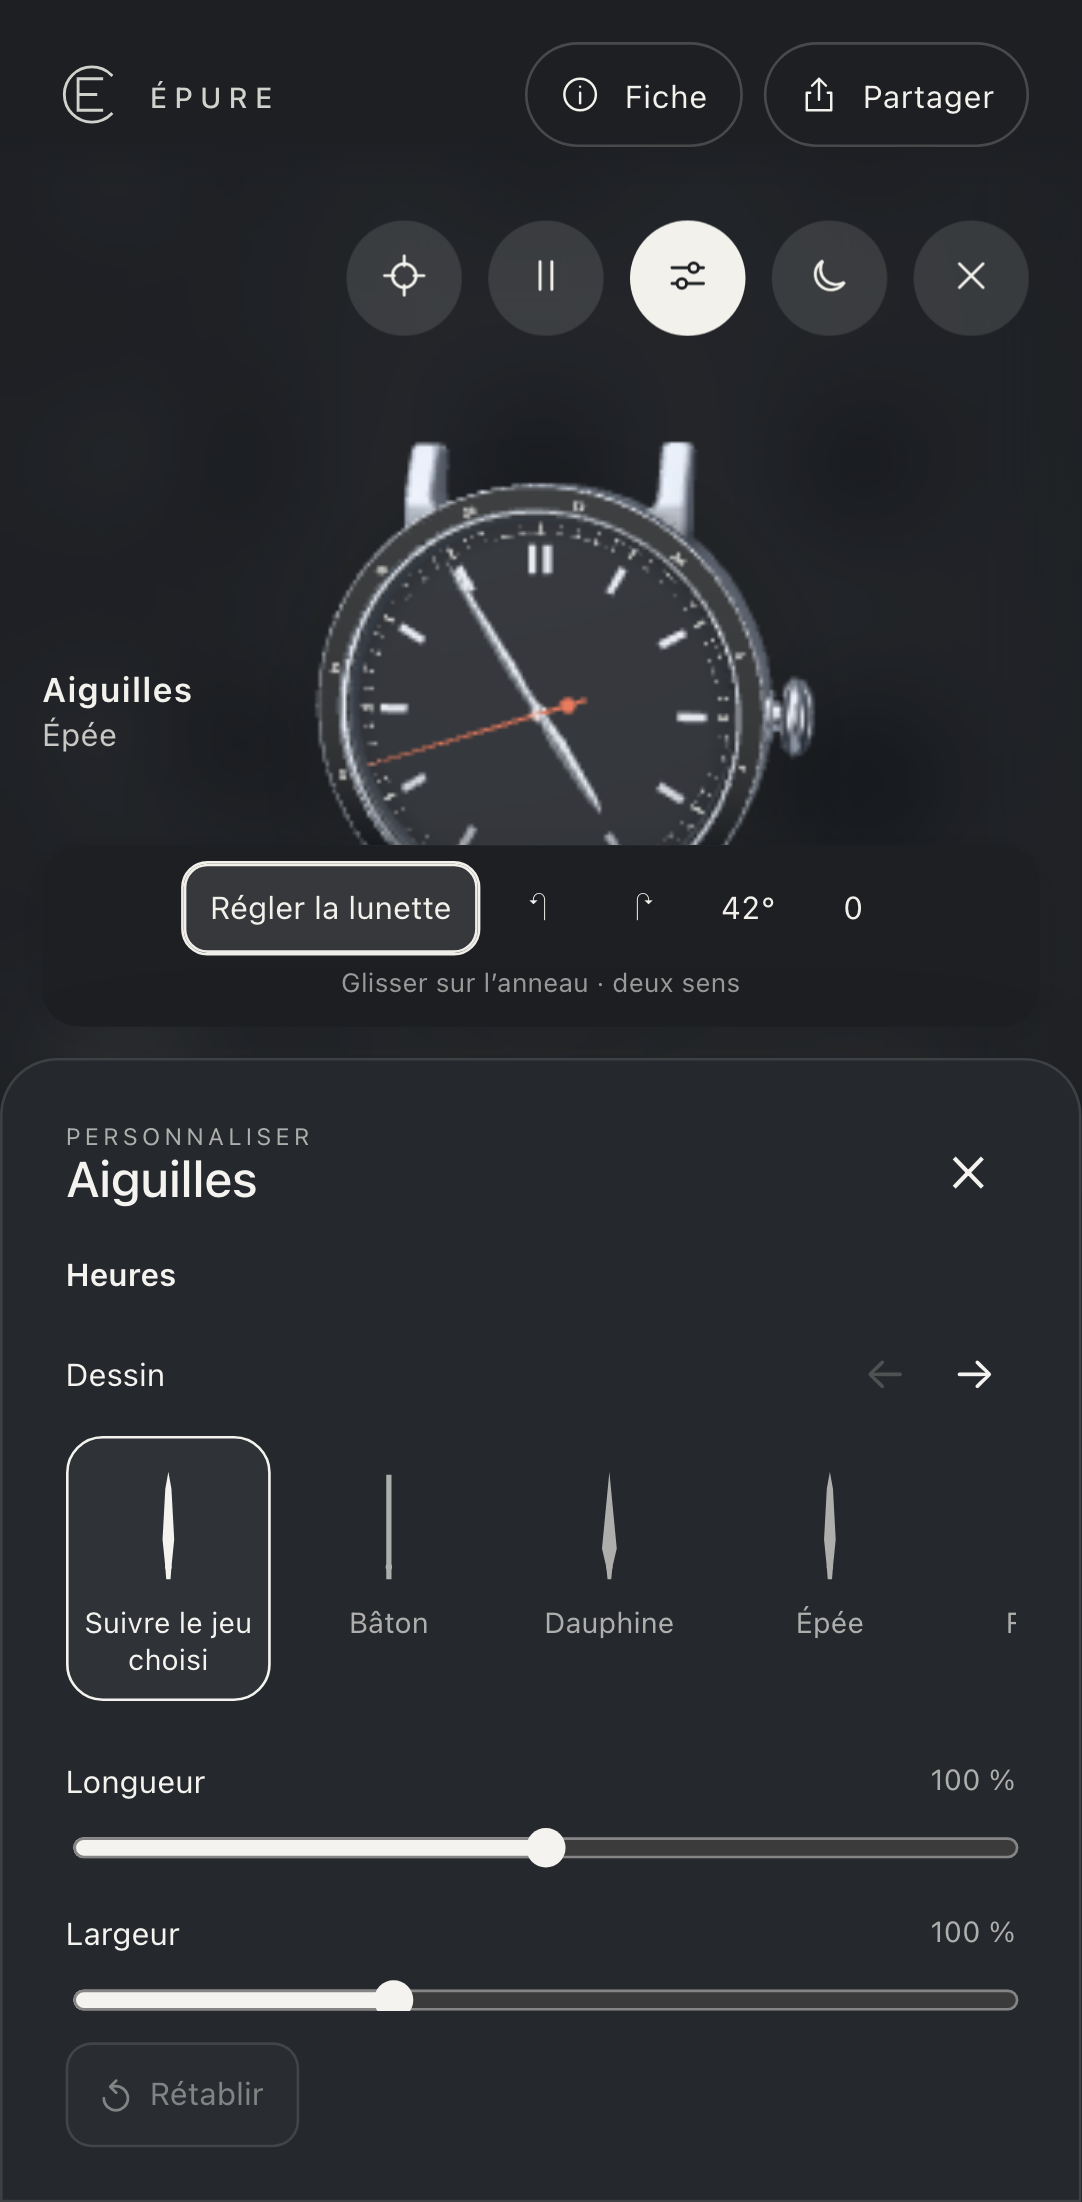 ÉPURE
Fiche
Partager
Aiguilles
Épée
Régler la lunette
42°
0
Glisser sur l’anneau · deux sens
PERSONNALISER
Aiguilles
Heures
Dessin
Suivre le jeu
choisi
Bâton
Dauphine
Épée
Longueur
100 %
Largeur
100 %
Rétablir